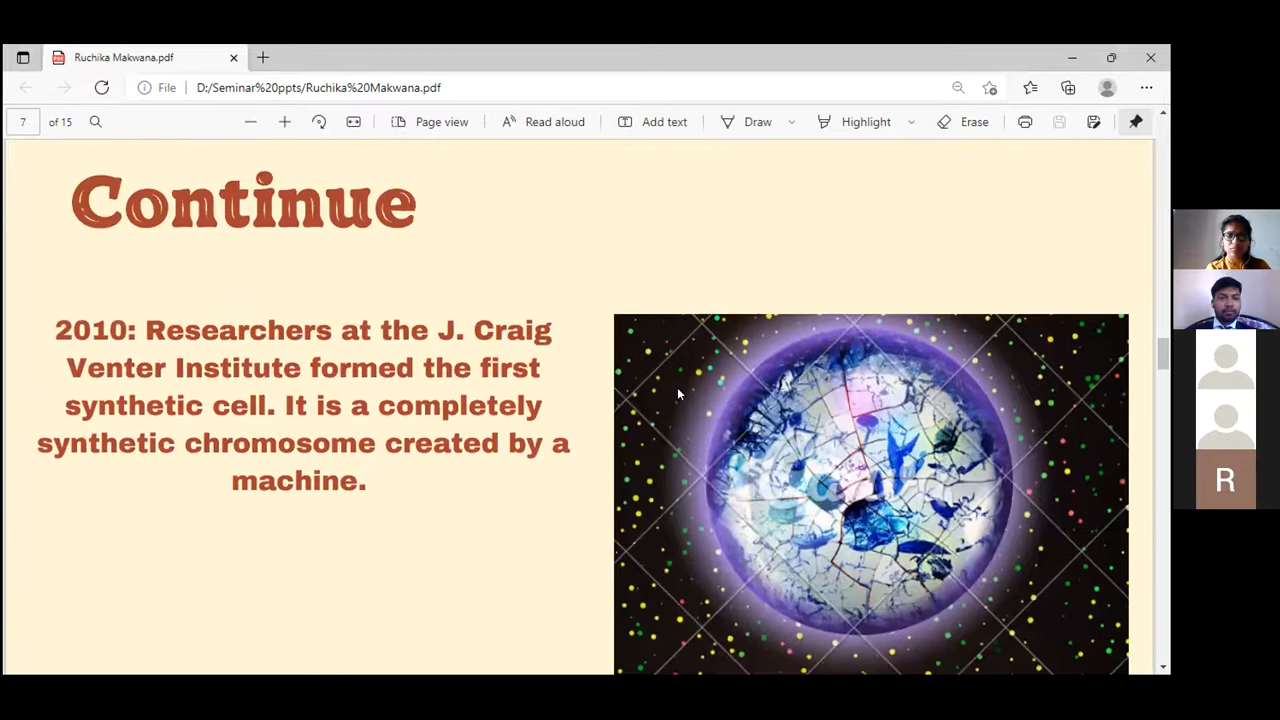 Ruchika Makwana.pdf
File
D:/Seminar%20ppts/Ruchika%20Makwana.pdf
7 of 15
Page view
Read aloud
Add text
Draw
Highlight
Erase
Continue
2010: Researchers at the J. Craig
Venter Institute formed the first
synthetic cell. It is a completely
synthetic chromosome created by a
machine.
R